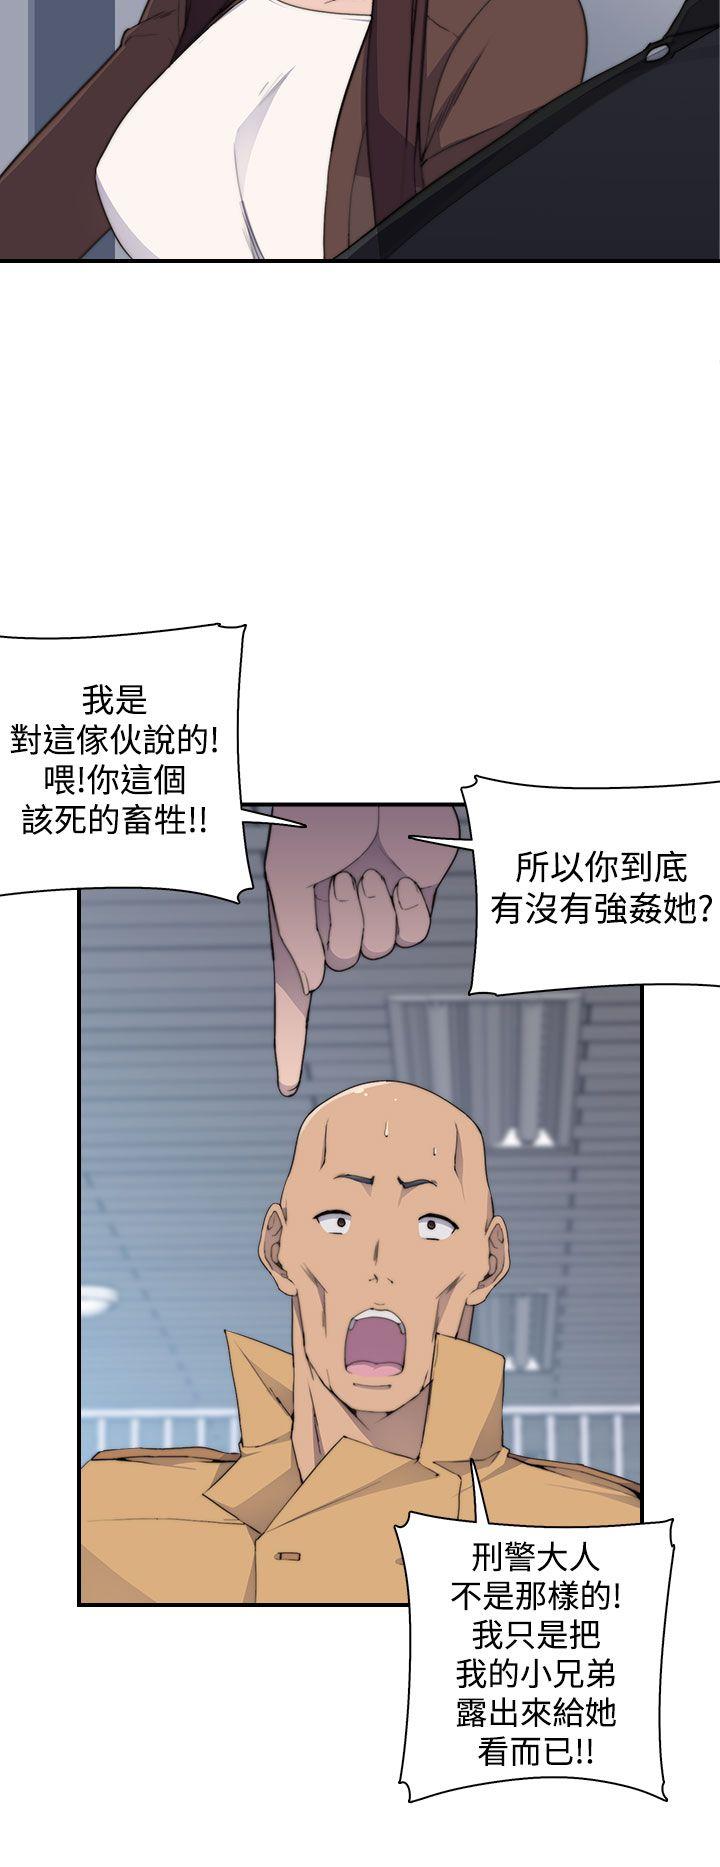 我是
對這傢伙說的!
喂!你這個
該死的畜牲!!
所以你到底
有沒有強姦她?
刑警大人
不是那樣的!
我只是把
我的小兄弟
露出來給她
看而已!!